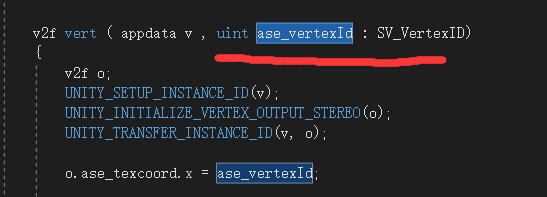 v2f vert ( appdata v , uint ase_vertexId : SV_VertexID)
{
v2f o;
UNITY_SETUP_INSTANCE_ID(v);
UNITY_INITIALIZE_VERTEX_OUTPUT_STEREO(o);
UNITY_TRANSFER_INSTANCE_ID(v, o);
o.ase_texcoord.x = ase_vertexId;